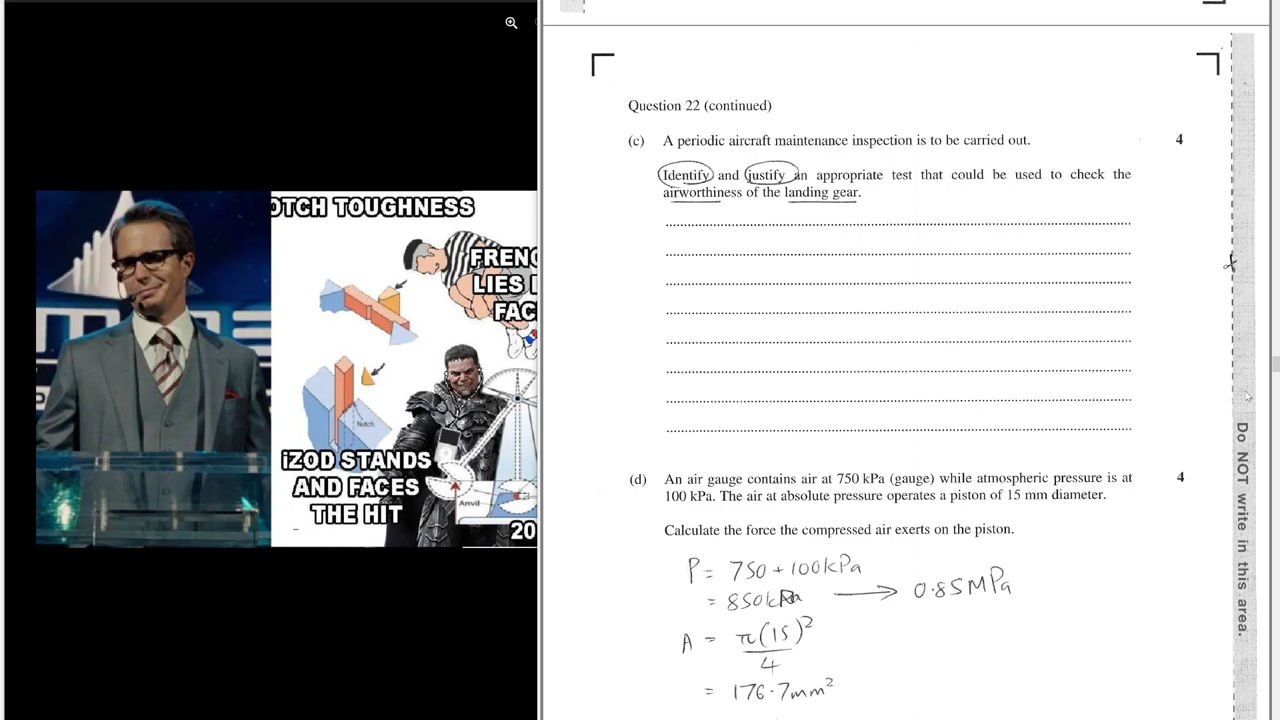 OTCH TOUGHNESS
FREN
LIES
FAC
Notch
iZOD STANDS
AND FACES
THE HIT
Anvil
20
Question 22 (continued)
(c) A periodic aircraft maintenance inspection is to be carried out. 4
Identify and justify an appropriate test that could be used to check the
airworthiness of the landing gear.
(d) An air gauge contains air at 750 kPa (gauge) while atmospheric pressure is at 4
100 kPa. The air at absolute pressure operates a piston of 15 mm diameter.
Calculate the force the compressed air exerts on the piston.
P = 750 + 100kPa
= 850kPa → 0.85MPa
A = π(15)²
4
= 176.7mm²
Do NOT write in this area.